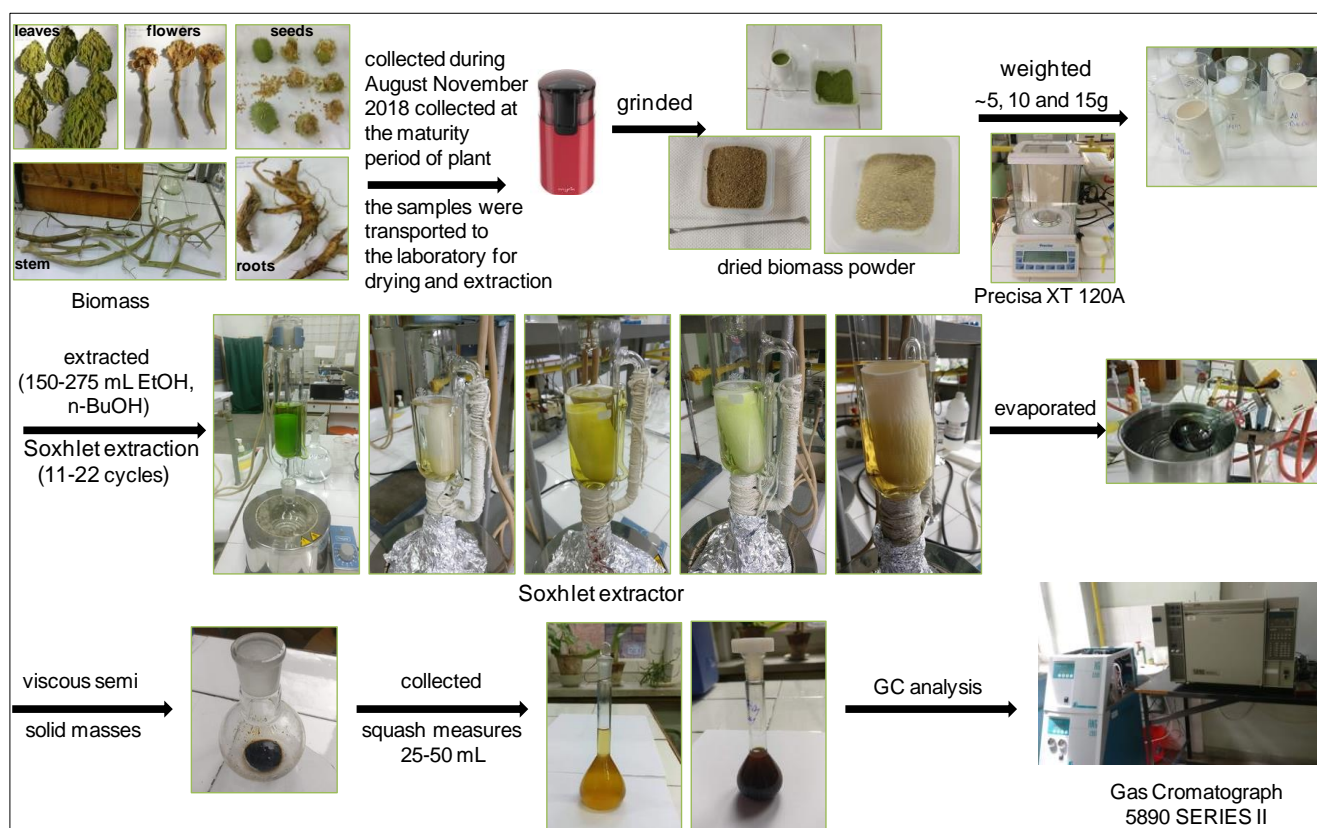 leaves
flowers
seeds
stem
roots
Biomass
collected during
August November
2018 collected at
the maturity
period of plant
the samples were
transported to
the laboratory for
drying and extraction
grinded
dried biomass powder
weighted
~5, 10 and 15g
Precisa XT 120A
extracted
(150-275 mL EtOH,
n-BuOH)
Soxhlet extraction
(11-22 cycles)
Soxhlet extractor
evaporated
viscous semi
solid masses
collected
squash measures
25-50 mL
GC analysis
Gas Cromatograph
5890 SERIES II